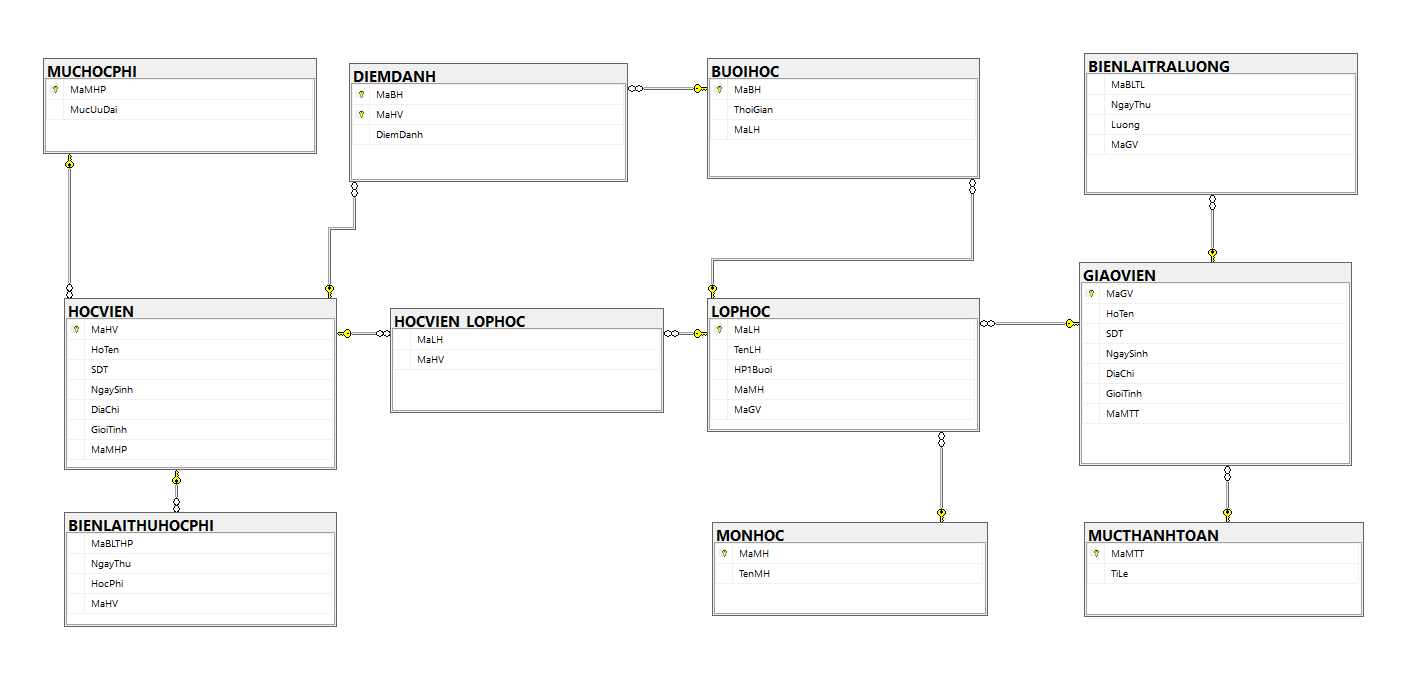 MUCHOCPHI
MaMHP
MucUuDai
DIEMDANH
MaBH
MaHV
DiemDanh
BUOIHOC
MaBH
ThoiGian
MaLH
BIENLAITRALUONG
MaBLTL
NgayThu
Luong
MaGV
HOCVIEN
MaHV
HoTen
SDT
NgaySinh
DiaChi
GioiTinh
MaMHP
HOCVIEN_LOPHOC
MaLH
MaHV
LOPHOC
MaLH
TenLH
HP1Buoi
MaMH
MaGV
GIAOVIEN
MaGV
HoTen
SDT
NgaySinh
DiaChi
GioiTinh
MaMTT
BIENLAITHUHOCPHI
MaBLTHP
NgayThu
HocPhi
MaHV
MONHOC
MaMH
TenMH
MUCTHANHTOAN
MaMTT
TiLe